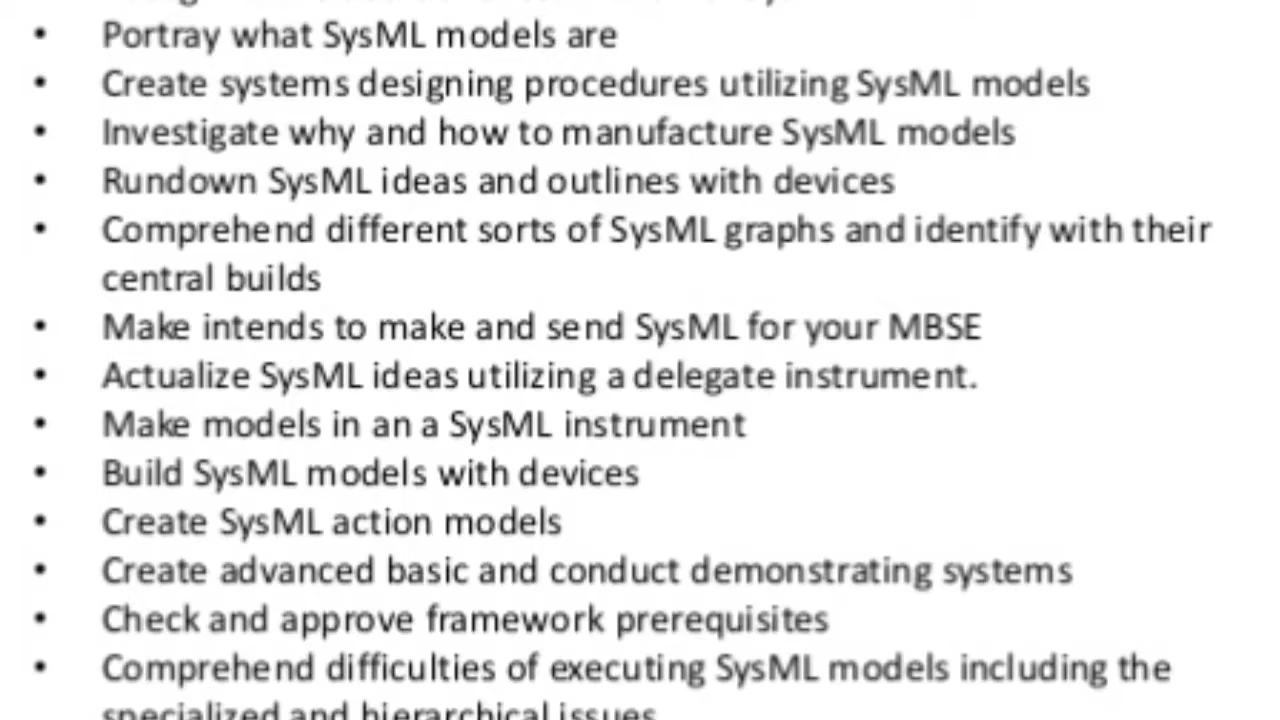 • Portray what SysML models are
• Create systems designing procedures utilizing SysML models
• Investigate why and how to manufacture SysML models
• Rundown SysML ideas and outlines with devices
• Comprehend different sorts of SysML graphs and identify with their
central builds
• Make intends to make and send SysML for your MBSE
• Actualize SysML ideas utilizing a delegate instrument.
• Make models in an a SysML instrument
• Build SysML models with devices
• Create SysML action models
• Create advanced basic and conduct demonstrating systems
• Check and approve framework prerequisites
• Comprehend difficulties of executing SysML models including the
specialized and hierarchical issues